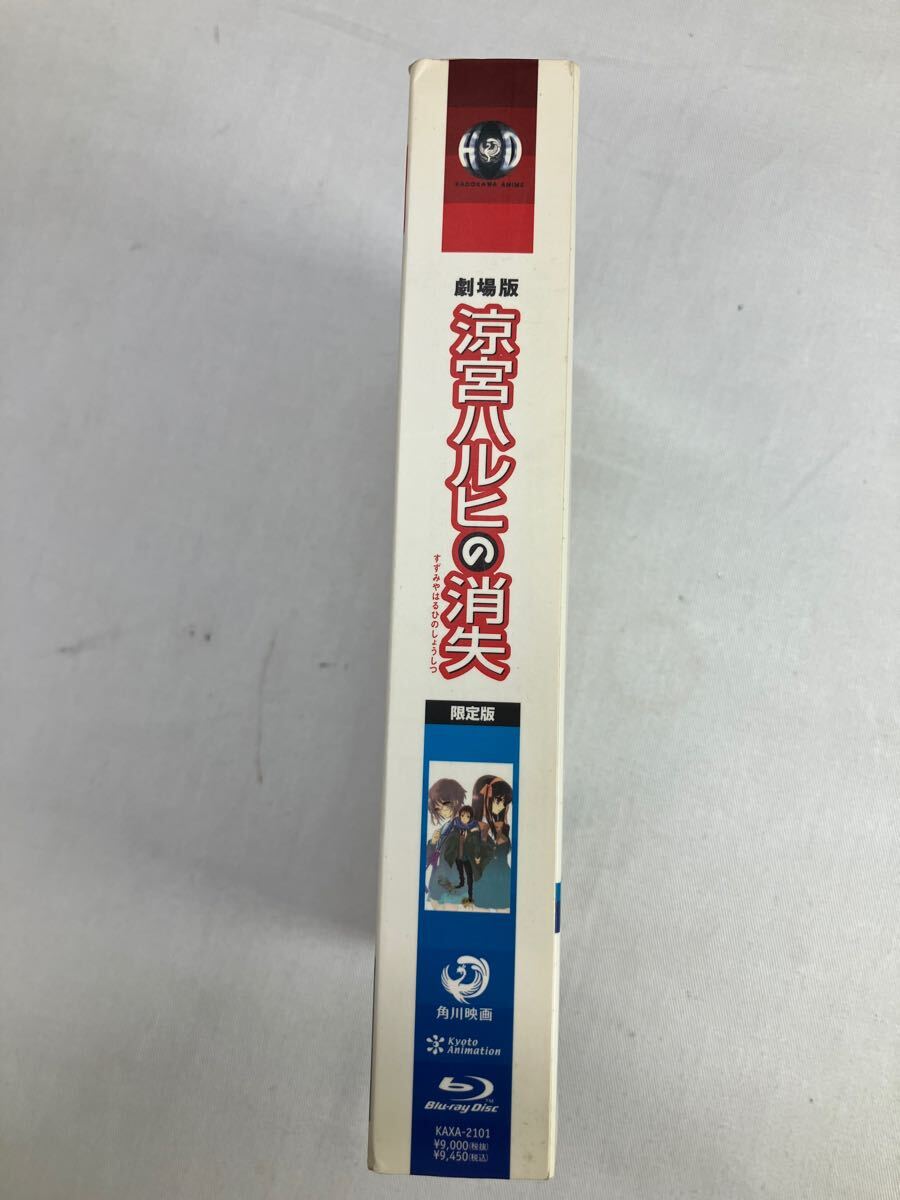 HD
KADOKAWA ANIME
劇場版
涼宮ハルヒの消失
すずみやはるひのしょうしつ
限定版
角川映画
Kyoto
Animation
Blu-ray Disc™
KAXA-2101
¥9,000(税抜)
¥9,450(税込)